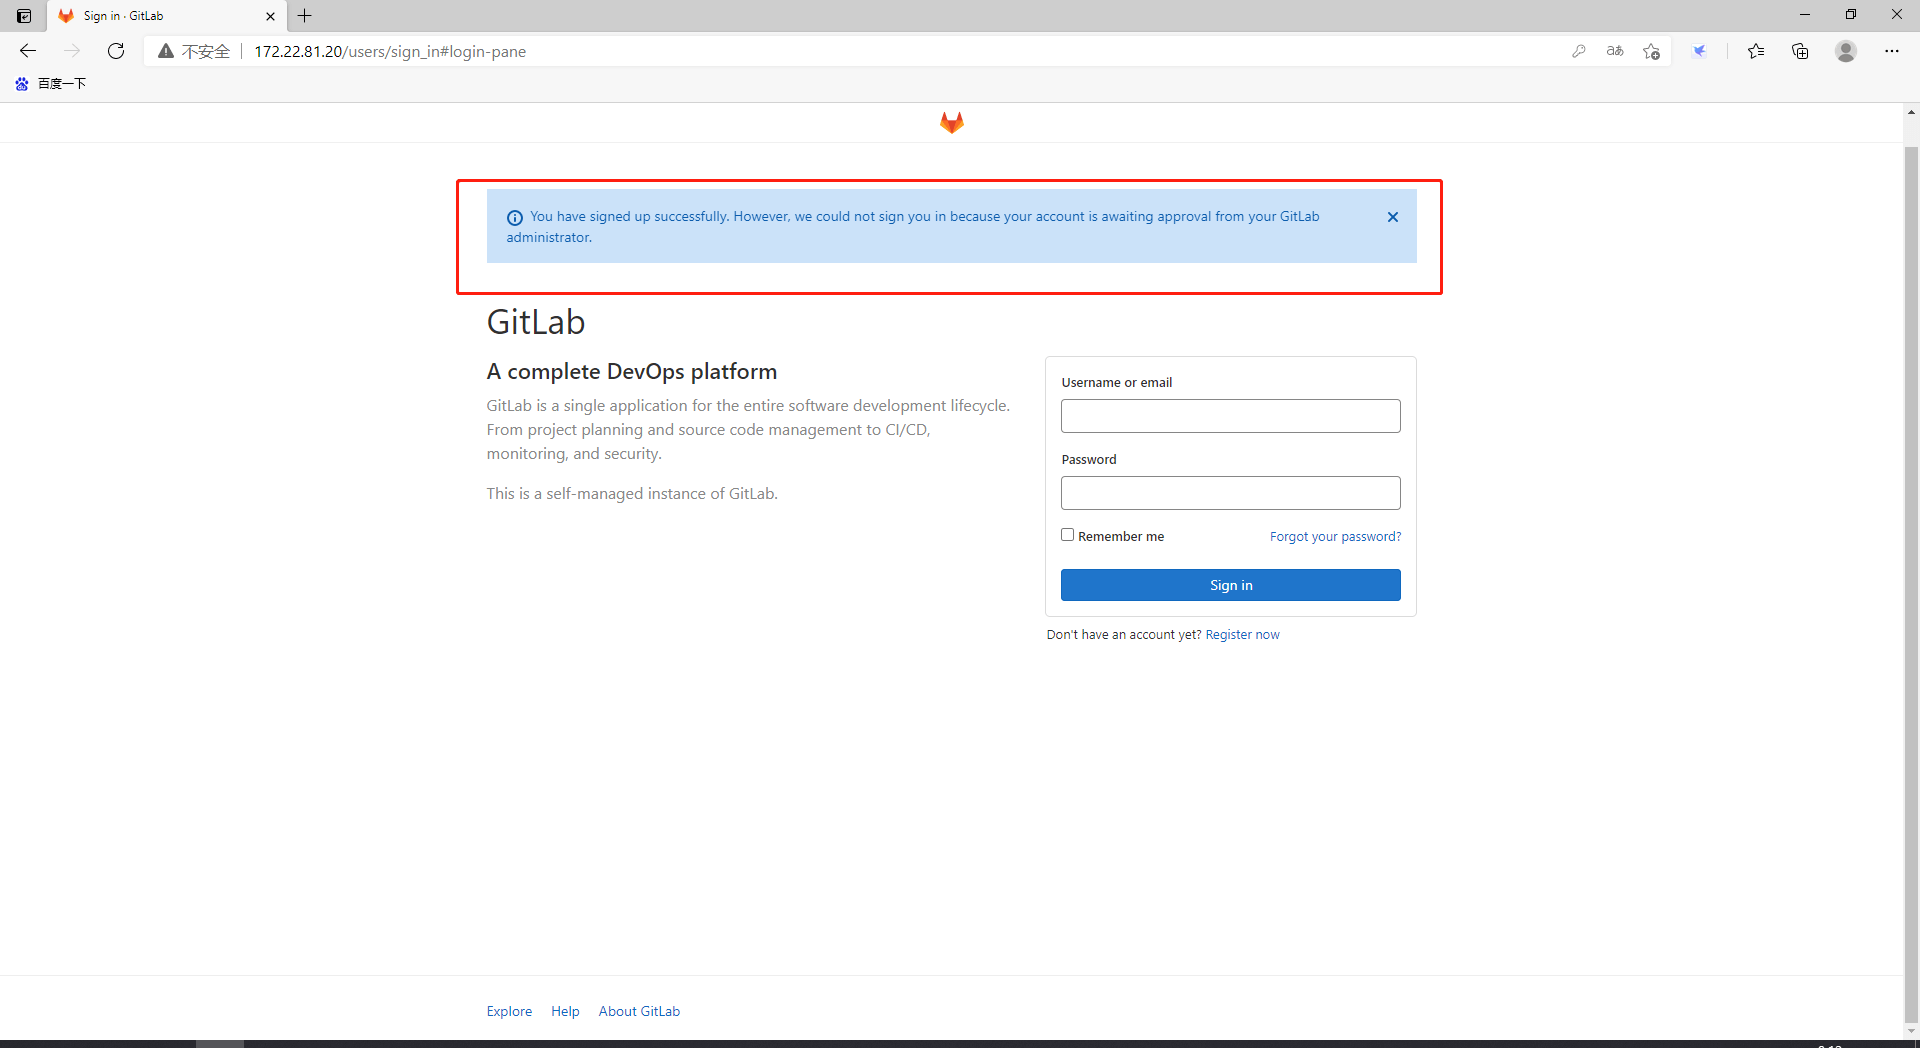 Sign in · GitLab
不安全
172.22.81.20/users/sign_in#login-pane
aあ
百度一下
You have signed up successfully. However, we could not sign you in because your account is awaiting approval from your GitLab
administrator.
GitLab
A complete DevOps platform
GitLab is a single application for the entire software development lifecycle.
From project planning and source code management to CI/CD,
monitoring, and security.
This is a self-managed instance of GitLab.
Username or email
Password
Remember me
Forgot your password?
Sign in
Don't have an account yet? Register now
Explore Help About GitLab